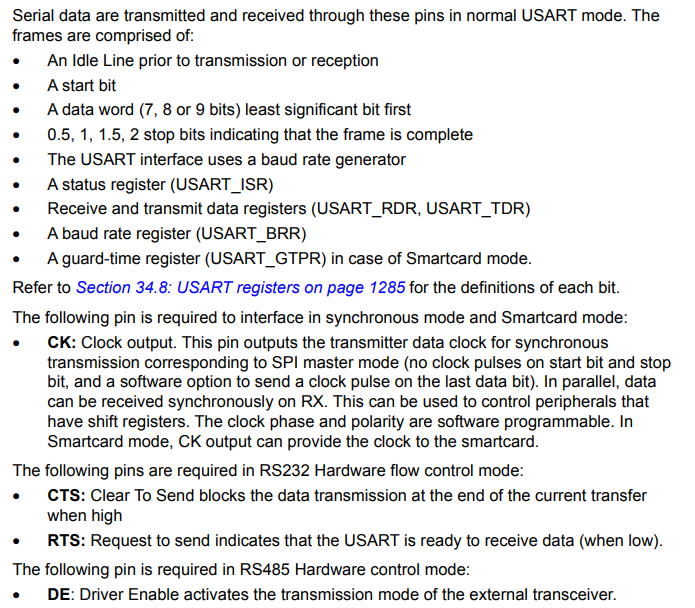 Serial data are transmitted and received through these pins in normal USART mode. The
frames are comprised of:
• An Idle Line prior to transmission or reception
• A start bit
• A data word (7, 8 or 9 bits) least significant bit first
• 0.5, 1, 1.5, 2 stop bits indicating that the frame is complete
• The USART interface uses a baud rate generator
• A status register (USART_ISR)
• Receive and transmit data registers (USART_RDR, USART_TDR)
• A baud rate register (USART_BRR)
• A guard-time register (USART_GTPR) in case of Smartcard mode.
Refer to Section 34.8: USART registers on page 1285 for the definitions of each bit.
The following pin is required to interface in synchronous mode and Smartcard mode:
• CK: Clock output. This pin outputs the transmitter data clock for synchronous
transmission corresponding to SPI master mode (no clock pulses on start bit and stop
bit, and a software option to send a clock pulse on the last data bit). In parallel, data
can be received synchronously on RX. This can be used to control peripherals that
have shift registers. The clock phase and polarity are software programmable. In
Smartcard mode, CK output can provide the clock to the smartcard.
The following pins are required in RS232 Hardware flow control mode:
• CTS: Clear To Send blocks the data transmission at the end of the current transfer
when high
• RTS: Request to send indicates that the USART is ready to receive data (when low).
The following pin is required in RS485 Hardware control mode:
• DE: Driver Enable activates the transmission mode of the external transceiver.